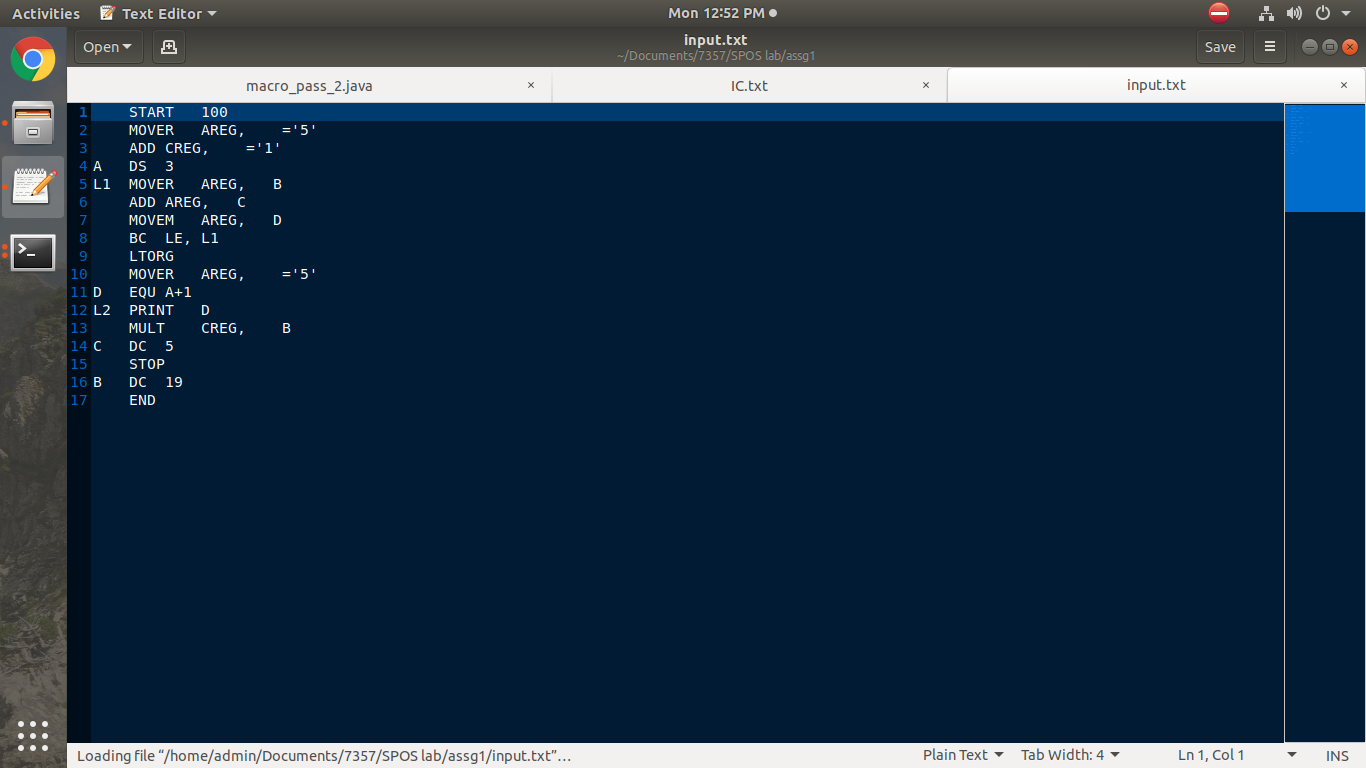 Activities Text Editor Mon 12:52 PM
Open input.txt Save
~/Documents/7357/SPOS lab/assg1
macro_pass_2.java × IC.txt × input.txt ×
1 START 100
2 MOVER AREG, ='5'
3 ADD CREG, ='1'
4 A DS 3
5 L1 MOVER AREG, B
6 ADD AREG, C
7 MOVEM AREG, D
8 BC LE, L1
9 LTORG
10 MOVER AREG, ='5'
11 D EQU A+1
12 L2 PRINT D
13 MULT CREG, B
14 C DC 5
15 STOP
16 B DC 19
17 END
Loading file “/home/admin/Documents/7357/SPOS lab/assg1/input.txt”… Plain Text Tab Width: 4 Ln 1, Col 1 INS